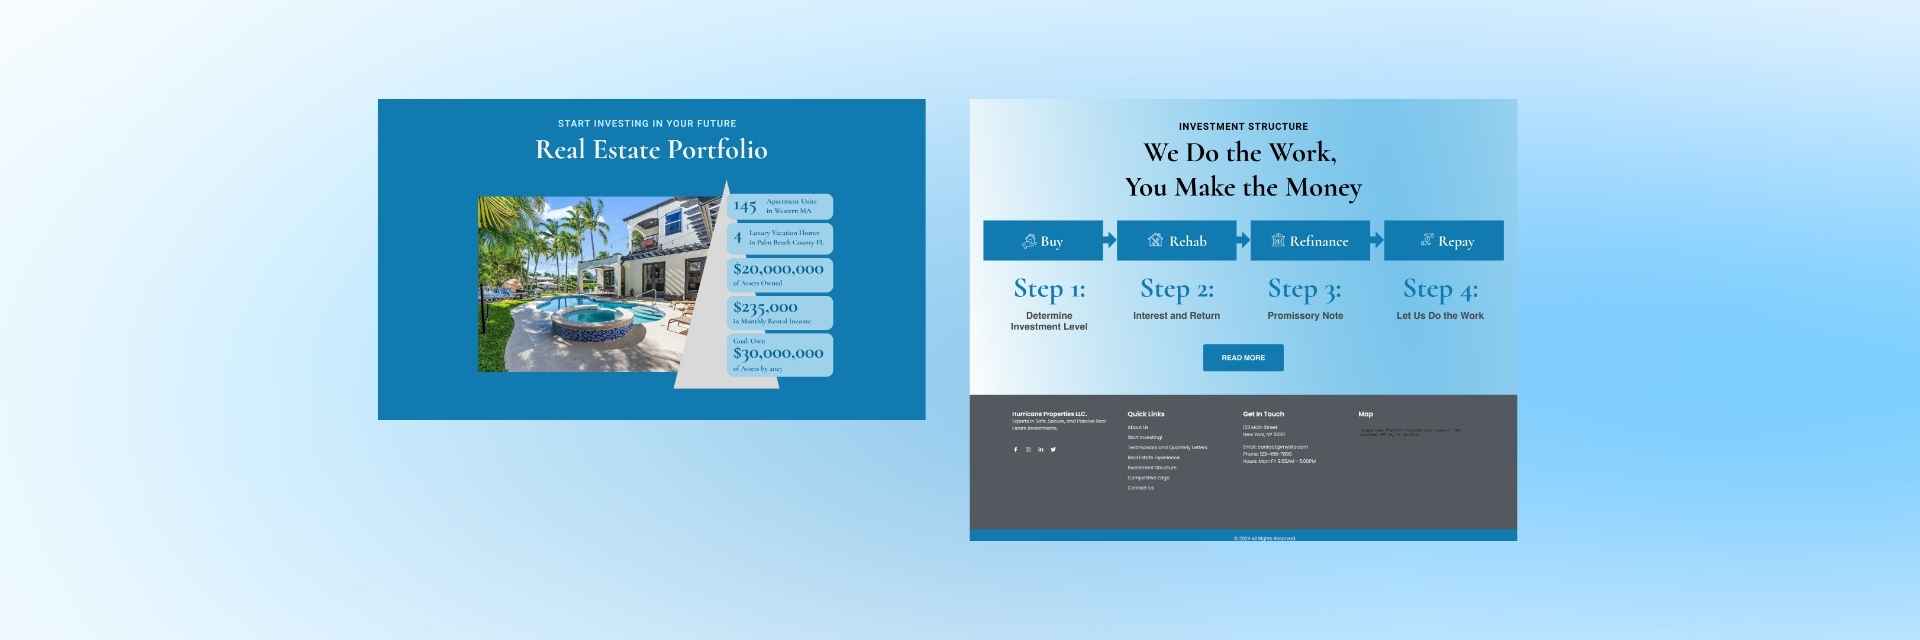 START INVESTING IN YOUR FUTURE
Real Estate Portfolio
145 Apartment Units
in Western MA
4 Luxury Vacation Homes
in Palm Beach County FL
$20,000,000
of Assets Owned
$235,000
in Monthly Rental Income
Goal: Own
$30,000,000
of Assets by 2025
INVESTMENT STRUCTURE
We Do the Work,
You Make the Money
Buy
Rehab
Refinance
Repay
Step 1:
Determine
Investment Level
Step 2:
Interest and Return
Step 3:
Promissory Note
Step 4:
Let Us Do the Work
READ MORE
Hurricane Properties LLC.
Experts in Safe, Secure, and Passive Real
Estate Investments
Quick Links
About Us
Start Investing!
Testimonials and Quarterly Letters
Real Estate Experience
Investment Structure
Competitive Edge
Contact Us
Get In Touch
123 Main Street
New York, NY 10001
Email: contact@mysite.com
Phone: 123-456-7890
Hours: Mon-Fri 9:00AM - 5:00PM
Map
© 2024 All Rights Reserved